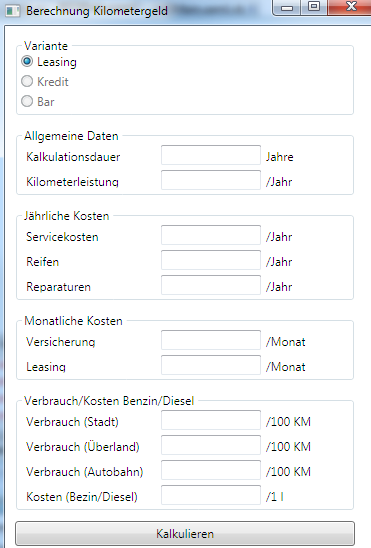 Berechnung Kilometergeld
Variante
Leasing
Kredit
Bar
Allgemeine Daten
Kalkulationsdauer Jahre
Kilometerleistung /Jahr
Jährliche Kosten
Servicekosten /Jahr
Reifen /Jahr
Reparaturen /Jahr
Monatliche Kosten
Versicherung /Monat
Leasing /Monat
Verbrauch/Kosten Benzin/Diesel
Verbrauch (Stadt) /100 KM
Verbrauch (Überland) /100 KM
Verbrauch (Autobahn) /100 KM
Kosten (Bezin/Diesel) /1 l
Kalkulieren